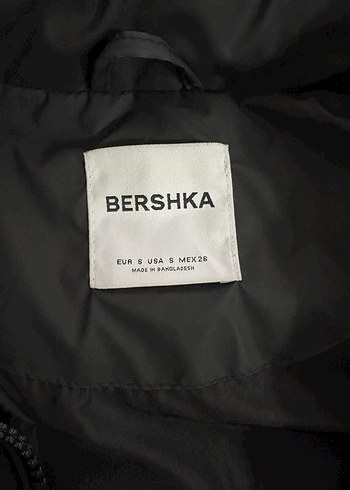 BERSHKA
EUR S USA S MEX 26
MADE IN BANGLADESH